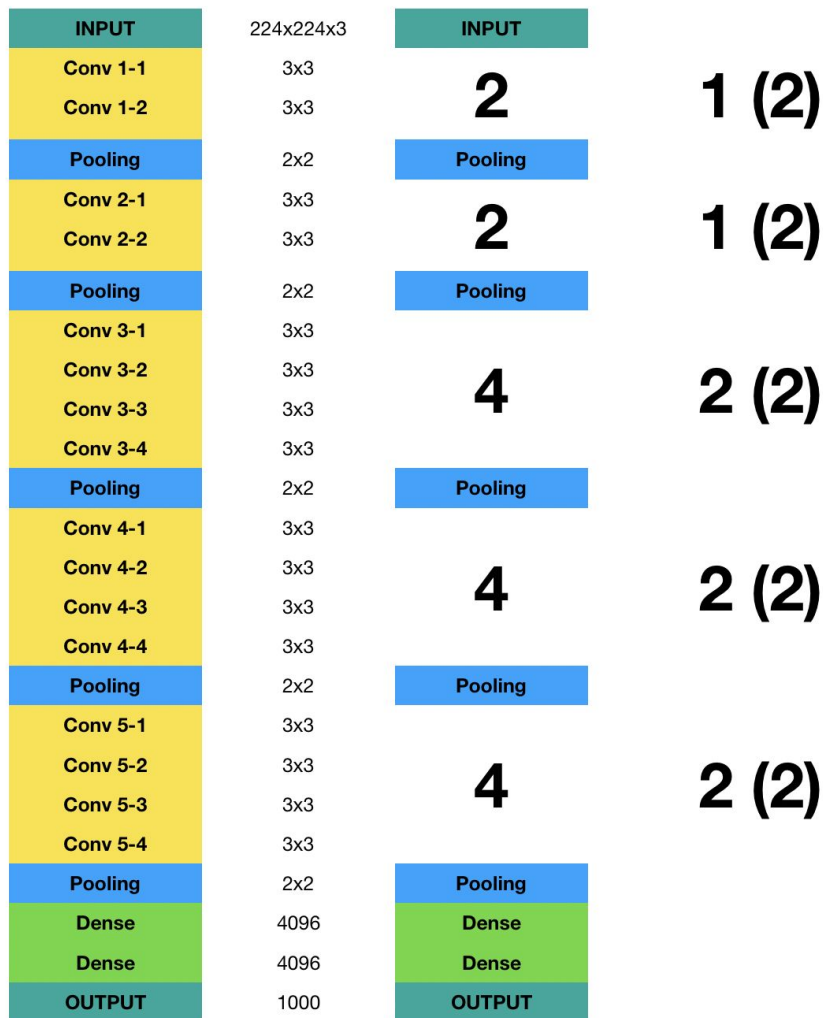 INPUT 224x224x3 INPUT
Conv 1-1 3x3
Conv 1-2 3x3
2 1 (2)
Pooling 2x2 Pooling
Conv 2-1 3x3
Conv 2-2 3x3
2 1 (2)
Pooling 2x2 Pooling
Conv 3-1 3x3
Conv 3-2 3x3
Conv 3-3 3x3
Conv 3-4 3x3
4 2 (2)
Pooling 2x2 Pooling
Conv 4-1 3x3
Conv 4-2 3x3
Conv 4-3 3x3
Conv 4-4 3x3
4 2 (2)
Pooling 2x2 Pooling
Conv 5-1 3x3
Conv 5-2 3x3
Conv 5-3 3x3
Conv 5-4 3x3
4 2 (2)
Pooling 2x2 Pooling
Dense 4096 Dense
Dense 4096 Dense
OUTPUT 1000 OUTPUT